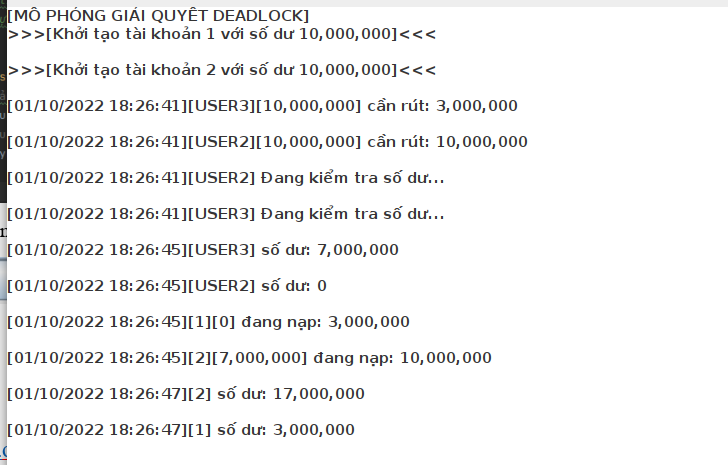 [MÔ PHỎNG GIẢI QUYẾT DEADLOCK]
>>>[Khởi tạo tài khoản 1 với số dư 10,000,000]<<<
>>>[Khởi tạo tài khoản 2 với số dư 10,000,000]<<<
[01/10/2022 18:26:41][USER3][10,000,000] cần rút: 3,000,000
[01/10/2022 18:26:41][USER2][10,000,000] cần rút: 10,000,000
[01/10/2022 18:26:41][USER2] Đang kiểm tra số dư...
[01/10/2022 18:26:41][USER3] Đang kiểm tra số dư...
[01/10/2022 18:26:45][USER3] số dư: 7,000,000
[01/10/2022 18:26:45][USER2] số dư: 0
[01/10/2022 18:26:45][1][0] đang nạp: 3,000,000
[01/10/2022 18:26:45][2][7,000,000] đang nạp: 10,000,000
[01/10/2022 18:26:47][2] số dư: 17,000,000
[01/10/2022 18:26:47][1] số dư: 3,000,000